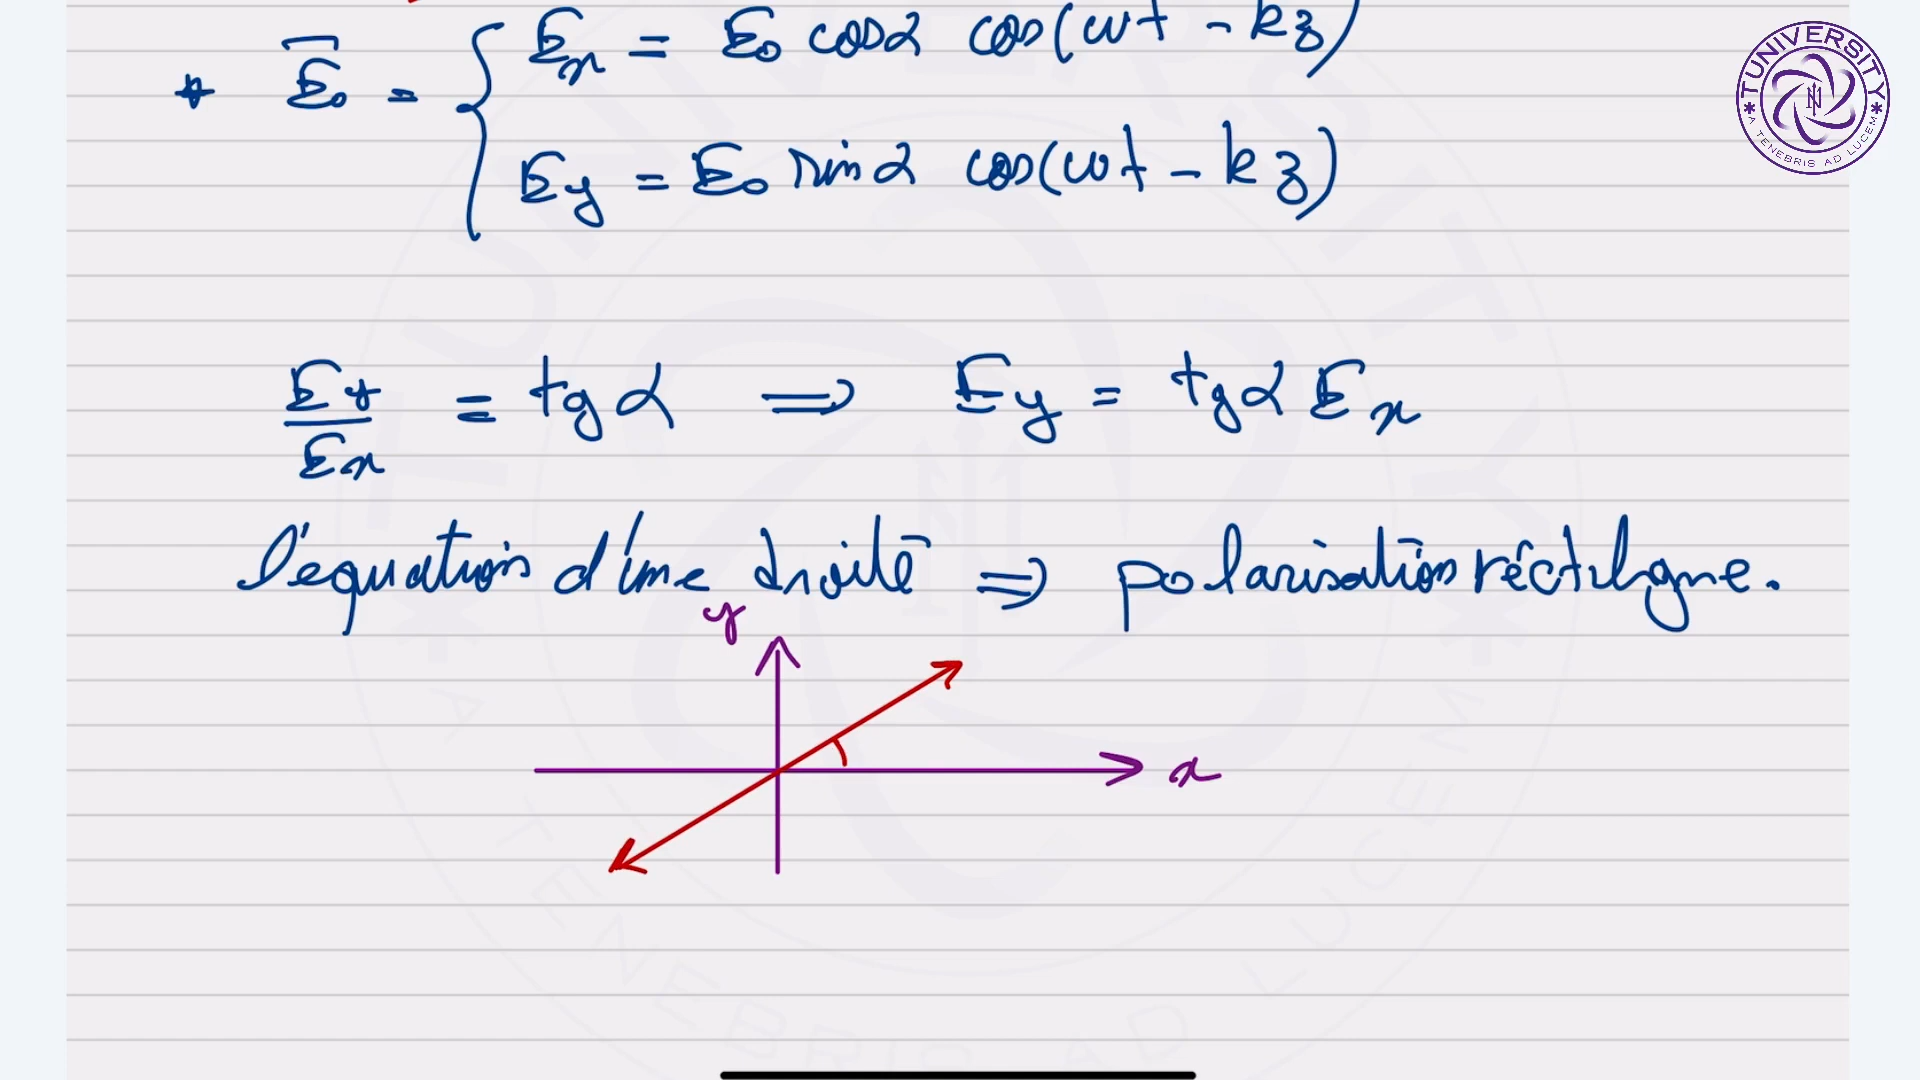 * E̅₀ = { Eₓ = E₀ cosα cos(ωt - kz)
Ey = E₀ sinα cos(ωt - kz)
Ey/Eₓ = tgα ⟹ Ey = tgα Eₓ
l'équation d'une droite ⟹ polarisation réctiligne.
y
x
TUNIVERSITY
A TENEBRIS AD LUCEM